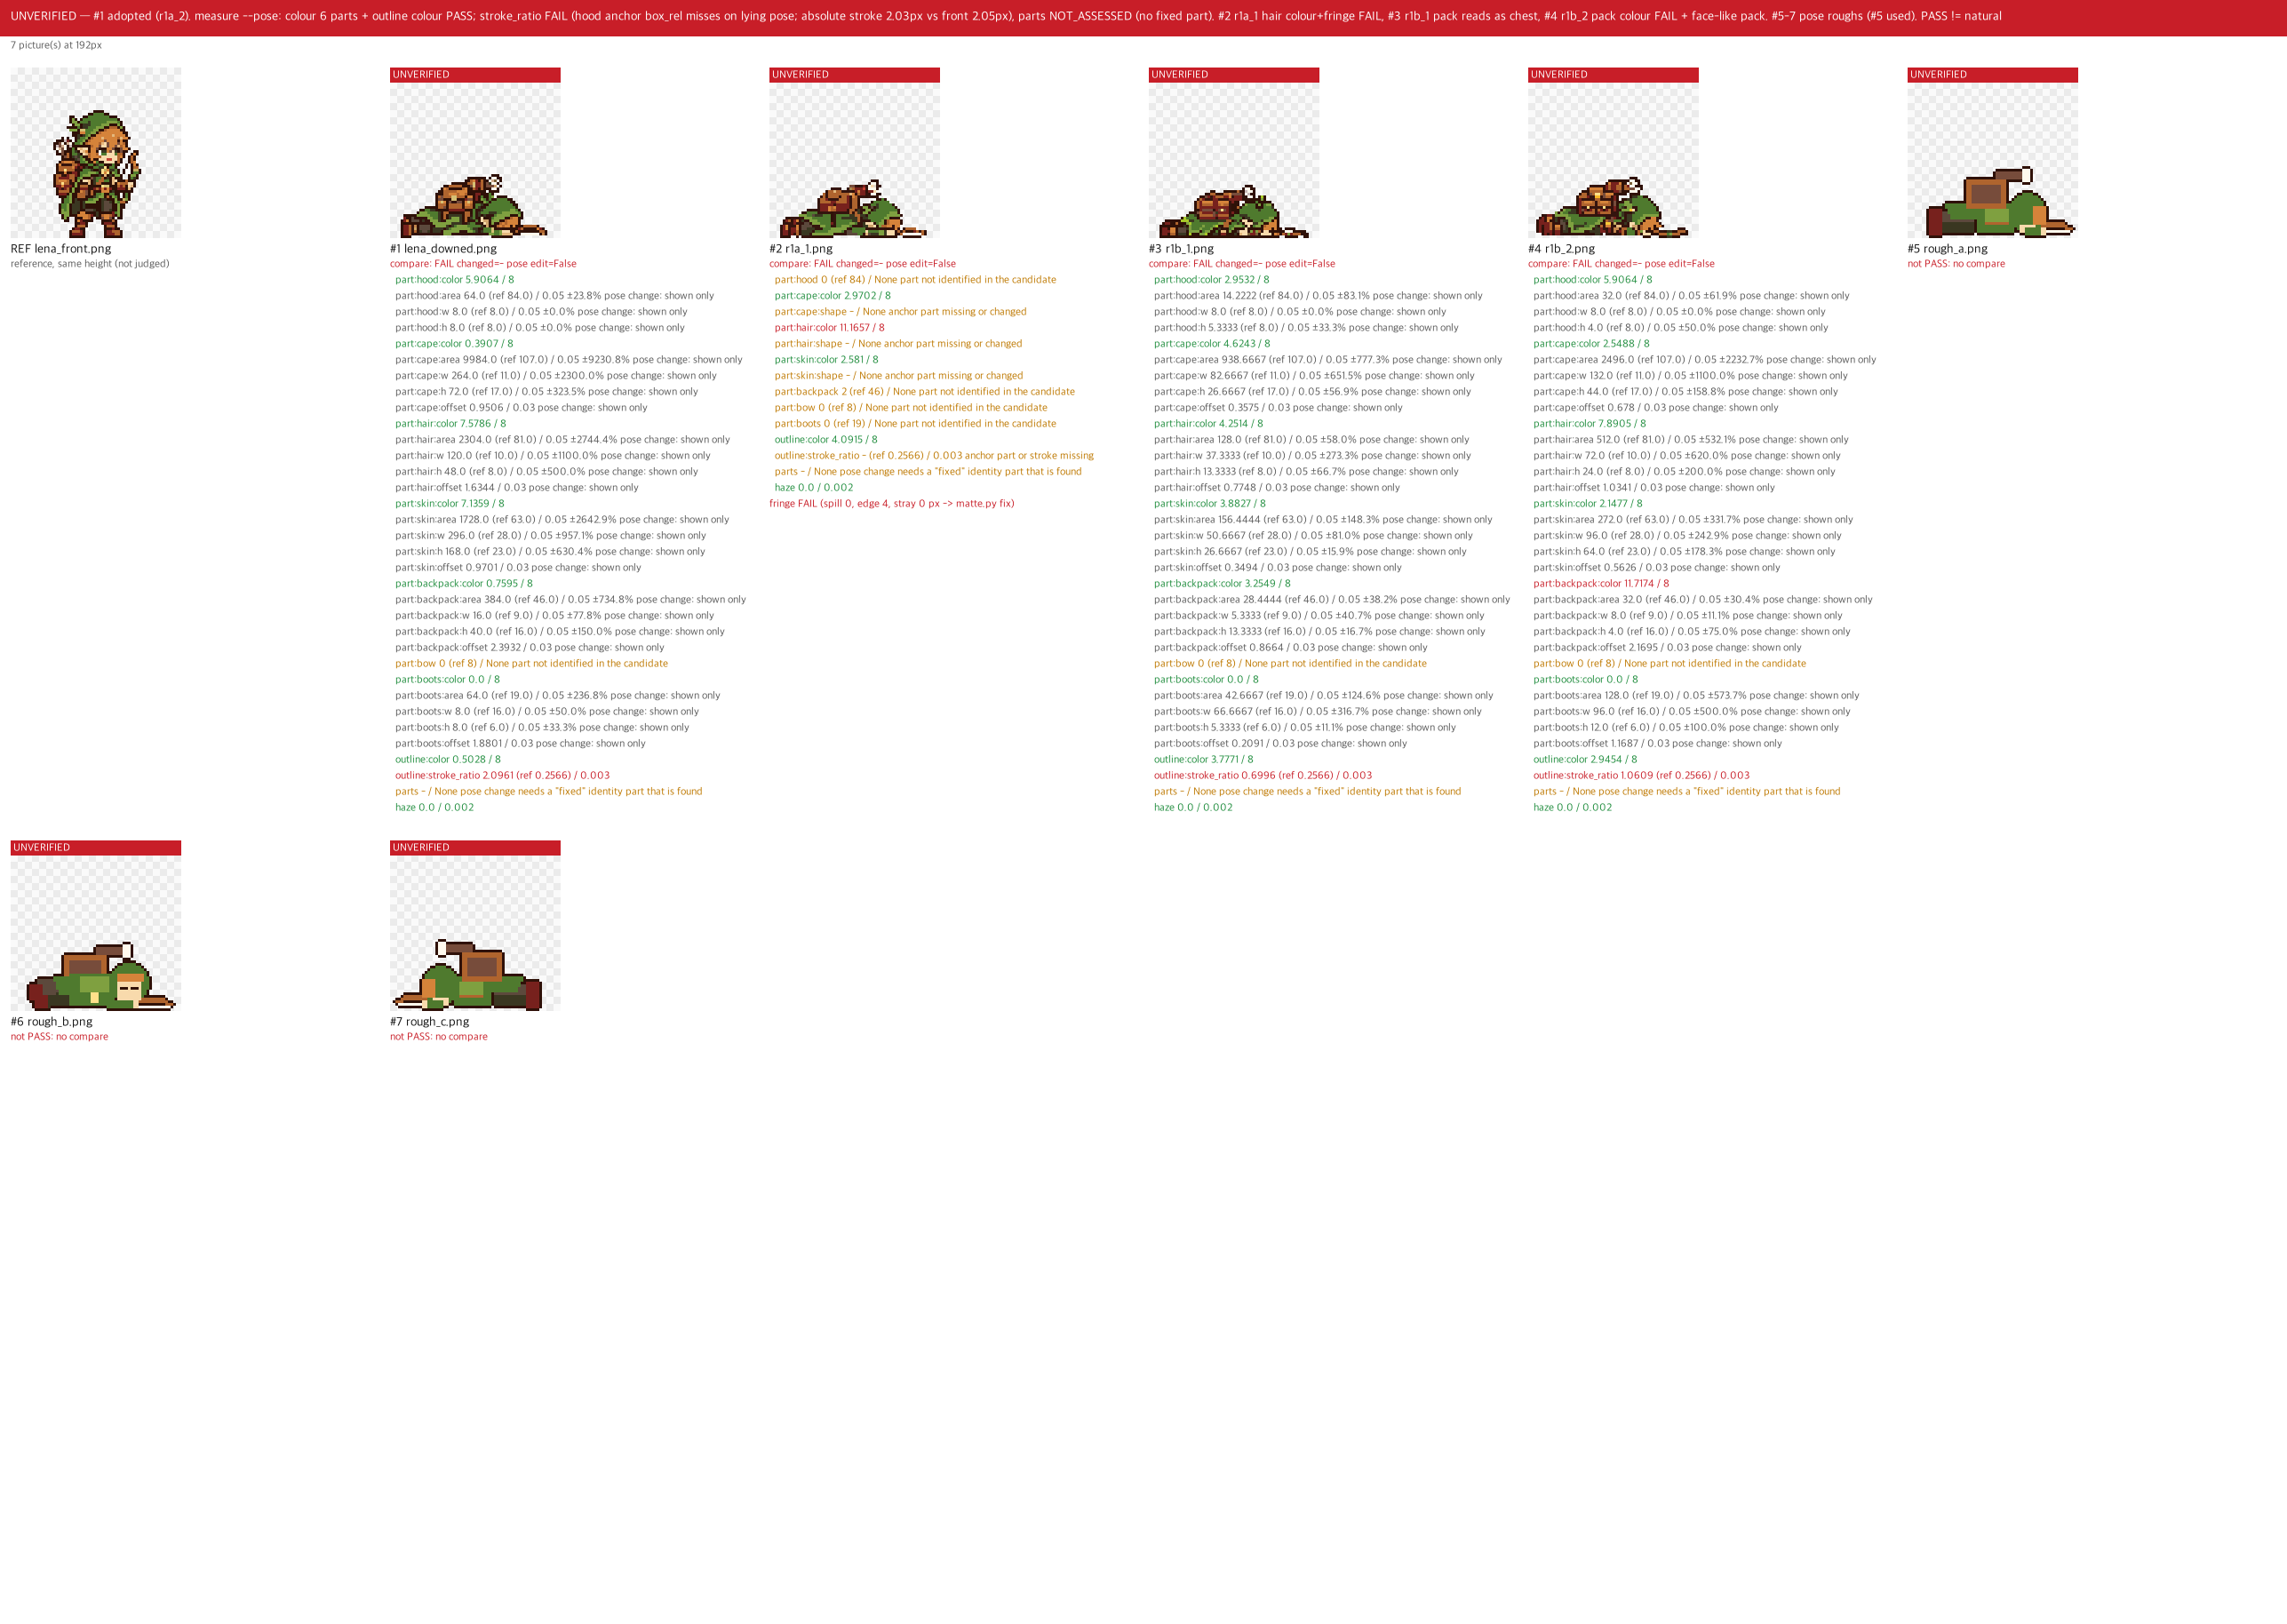 UNVERIFIED — #1 adopted (r1a_2). measure --pose: colour 6 parts + outline colour PASS; stroke_ratio FAIL (hood anchor box_rel misses on lying pose; absolute stroke 2.03px vs front 2.05px), parts NOT_ASSESSED (no fixed part). #2 r1a_1 hair colour+fringe FAIL, #3 r1b_1 pack reads as chest, #4 r1b_2 pack colour FAIL + face-like pack. #5-7 pose roughs (#5 used). PASS != natural
7 picture(s) at 192px
REF lena_front.png
reference, same height (not judged)
UNVERIFIED
#1 lena_downed.png
compare: FAIL changed=- pose edit=False
part:hood:color 5.9064 / 8
part:hood:area 64.0 (ref 84.0) / 0.05 ±23.8% pose change: shown only
part:hood:w 8.0 (ref 8.0) / 0.05 ±0.0% pose change: shown only
part:hood:h 8.0 (ref 8.0) / 0.05 ±0.0% pose change: shown only
part:cape:color 0.3907 / 8
part:cape:area 9984.0 (ref 107.0) / 0.05 ±9230.8% pose change: shown only
part:cape:w 264.0 (ref 11.0) / 0.05 ±2300.0% pose change: shown only
part:cape:h 72.0 (ref 17.0) / 0.05 ±323.5% pose change: shown only
part:cape:offset 0.9506 / 0.03 pose change: shown only
part:hair:color 7.5786 / 8
part:hair:area 2304.0 (ref 81.0) / 0.05 ±2744.4% pose change: shown only
part:hair:w 120.0 (ref 10.0) / 0.05 ±1100.0% pose change: shown only
part:hair:h 48.0 (ref 8.0) / 0.05 ±500.0% pose change: shown only
part:hair:offset 1.6344 / 0.03 pose change: shown only
part:skin:color 7.1359 / 8
part:skin:area 1728.0 (ref 63.0) / 0.05 ±2642.9% pose change: shown only
part:skin:w 296.0 (ref 28.0) / 0.05 ±957.1% pose change: shown only
part:skin:h 168.0 (ref 23.0) / 0.05 ±630.4% pose change: shown only
part:skin:offset 0.9701 / 0.03 pose change: shown only
part:backpack:color 0.7595 / 8
part:backpack:area 384.0 (ref 46.0) / 0.05 ±734.8% pose change: shown only
part:backpack:w 16.0 (ref 9.0) / 0.05 ±77.8% pose change: shown only
part:backpack:h 40.0 (ref 16.0) / 0.05 ±150.0% pose change: shown only
part:backpack:offset 2.3932 / 0.03 pose change: shown only
part:bow 0 (ref 8) / None part not identified in the candidate
part:boots:color 0.0 / 8
part:boots:area 64.0 (ref 19.0) / 0.05 ±236.8% pose change: shown only
part:boots:w 8.0 (ref 16.0) / 0.05 ±50.0% pose change: shown only
part:boots:h 8.0 (ref 6.0) / 0.05 ±33.3% pose change: shown only
part:boots:offset 1.8801 / 0.03 pose change: shown only
outline:color 0.5028 / 8
outline:stroke_ratio 2.0961 (ref 0.2566) / 0.003
parts - / None pose change needs a "fixed" identity part that is found
haze 0.0 / 0.002
UNVERIFIED
#2 r1a_1.png
compare: FAIL changed=- pose edit=False
part:hood 0 (ref 84) / None part not identified in the candidate
part:cape:color 2.9702 / 8
part:cape:shape - / None anchor part missing or changed
part:hair:color 11.1657 / 8
part:hair:shape - / None anchor part missing or changed
part:skin:color 2.581 / 8
part:skin:shape - / None anchor part missing or changed
part:backpack 2 (ref 46) / None part not identified in the candidate
part:bow 0 (ref 8) / None part not identified in the candidate
part:boots 0 (ref 19) / None part not identified in the candidate
outline:color 4.0915 / 8
outline:stroke_ratio - (ref 0.2566) / 0.003 anchor part or stroke missing
parts - / None pose change needs a "fixed" identity part that is found
haze 0.0 / 0.002
fringe FAIL (spill 0, edge 4, stray 0 px -> matte.py fix)
UNVERIFIED
#3 r1b_1.png
compare: FAIL changed=- pose edit=False
part:hood:color 2.9532 / 8
part:hood:area 14.2222 (ref 84.0) / 0.05 ±83.1% pose change: shown only
part:hood:w 8.0 (ref 8.0) / 0.05 ±0.0% pose change: shown only
part:hood:h 5.3333 (ref 8.0) / 0.05 ±33.3% pose change: shown only
part:cape:color 4.6243 / 8
part:cape:area 938.6667 (ref 107.0) / 0.05 ±777.3% pose change: shown only
part:cape:w 82.6667 (ref 11.0) / 0.05 ±651.5% pose change: shown only
part:cape:h 26.6667 (ref 17.0) / 0.05 ±56.9% pose change: shown only
part:cape:offset 0.3575 / 0.03 pose change: shown only
part:hair:color 4.2514 / 8
part:hair:area 128.0 (ref 81.0) / 0.05 ±58.0% pose change: shown only
part:hair:w 37.3333 (ref 10.0) / 0.05 ±273.3% pose change: shown only
part:hair:h 13.3333 (ref 8.0) / 0.05 ±66.7% pose change: shown only
part:hair:offset 0.7748 / 0.03 pose change: shown only
part:skin:color 3.8827 / 8
part:skin:area 156.4444 (ref 63.0) / 0.05 ±148.3% pose change: shown only
part:skin:w 50.6667 (ref 28.0) / 0.05 ±81.0% pose change: shown only
part:skin:h 26.6667 (ref 23.0) / 0.05 ±15.9% pose change: shown only
part:skin:offset 0.3494 / 0.03 pose change: shown only
part:backpack:color 3.2549 / 8
part:backpack:area 28.4444 (ref 46.0) / 0.05 ±38.2% pose change: shown only
part:backpack:w 5.3333 (ref 9.0) / 0.05 ±40.7% pose change: shown only
part:backpack:h 13.3333 (ref 16.0) / 0.05 ±16.7% pose change: shown only
part:backpack:offset 0.8664 / 0.03 pose change: shown only
part:bow 0 (ref 8) / None part not identified in the candidate
part:boots:color 0.0 / 8
part:boots:area 42.6667 (ref 19.0) / 0.05 ±124.6% pose change: shown only
part:boots:w 66.6667 (ref 16.0) / 0.05 ±316.7% pose change: shown only
part:boots:h 5.3333 (ref 6.0) / 0.05 ±11.1% pose change: shown only
part:boots:offset 0.2091 / 0.03 pose change: shown only
outline:color 3.7771 / 8
outline:stroke_ratio 0.6996 (ref 0.2566) / 0.003
parts - / None pose change needs a "fixed" identity part that is found
haze 0.0 / 0.002
UNVERIFIED
#4 r1b_2.png
compare: FAIL changed=- pose edit=False
part:hood:color 5.9064 / 8
part:hood:area 32.0 (ref 84.0) / 0.05 ±61.9% pose change: shown only
part:hood:w 8.0 (ref 8.0) / 0.05 ±0.0% pose change: shown only
part:hood:h 4.0 (ref 8.0) / 0.05 ±50.0% pose change: shown only
part:cape:color 2.5488 / 8
part:cape:area 2496.0 (ref 107.0) / 0.05 ±2232.7% pose change: shown only
part:cape:w 132.0 (ref 11.0) / 0.05 ±1100.0% pose change: shown only
part:cape:h 44.0 (ref 17.0) / 0.05 ±158.8% pose change: shown only
part:cape:offset 0.678 / 0.03 pose change: shown only
part:hair:color 7.8905 / 8
part:hair:area 512.0 (ref 81.0) / 0.05 ±532.1% pose change: shown only
part:hair:w 72.0 (ref 10.0) / 0.05 ±620.0% pose change: shown only
part:hair:h 24.0 (ref 8.0) / 0.05 ±200.0% pose change: shown only
part:hair:offset 1.0341 / 0.03 pose change: shown only
part:skin:color 2.1477 / 8
part:skin:area 272.0 (ref 63.0) / 0.05 ±331.7% pose change: shown only
part:skin:w 96.0 (ref 28.0) / 0.05 ±242.9% pose change: shown only
part:skin:h 64.0 (ref 23.0) / 0.05 ±178.3% pose change: shown only
part:skin:offset 0.5626 / 0.03 pose change: shown only
part:backpack:color 11.7174 / 8
part:backpack:area 32.0 (ref 46.0) / 0.05 ±30.4% pose change: shown only
part:backpack:w 8.0 (ref 9.0) / 0.05 ±11.1% pose change: shown only
part:backpack:h 4.0 (ref 16.0) / 0.05 ±75.0% pose change: shown only
part:backpack:offset 2.1695 / 0.03 pose change: shown only
part:bow 0 (ref 8) / None part not identified in the candidate
part:boots:color 0.0 / 8
part:boots:area 128.0 (ref 19.0) / 0.05 ±573.7% pose change: shown only
part:boots:w 96.0 (ref 16.0) / 0.05 ±500.0% pose change: shown only
part:boots:h 12.0 (ref 6.0) / 0.05 ±100.0% pose change: shown only
part:boots:offset 1.1687 / 0.03 pose change: shown only
outline:color 2.9454 / 8
outline:stroke_ratio 1.0609 (ref 0.2566) / 0.003
parts - / None pose change needs a "fixed" identity part that is found
haze 0.0 / 0.002
UNVERIFIED
#5 rough_a.png
not PASS: no compare
UNVERIFIED
#6 rough_b.png
not PASS: no compare
UNVERIFIED
#7 rough_c.png
not PASS: no compare